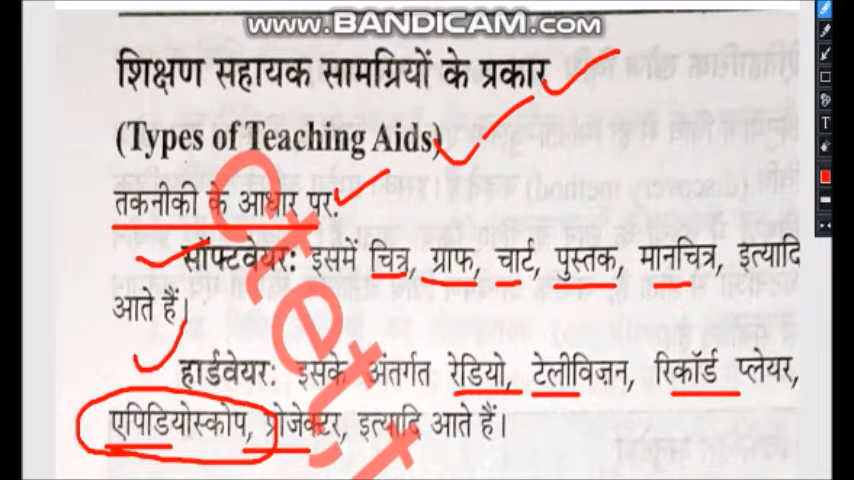 WWW.BANDICAM.COM
शिक्षण सहायक सामग्रियों के प्रकार
(Types of Teaching Aids)
तकनीकी के आधार पर:
सॉफ्टवेयर: इसमें चित्र, ग्राफ, चार्ट, पुस्तक, मानचित्र, इत्यादि
आते हैं।
हार्डवेयर: इसके अंतर्गत रेडियो, टेलीविज़न, रिकॉर्ड प्लेयर,
एपिडियोस्कोप, प्रोजेक्टर, इत्यादि आते हैं।
ctet,t